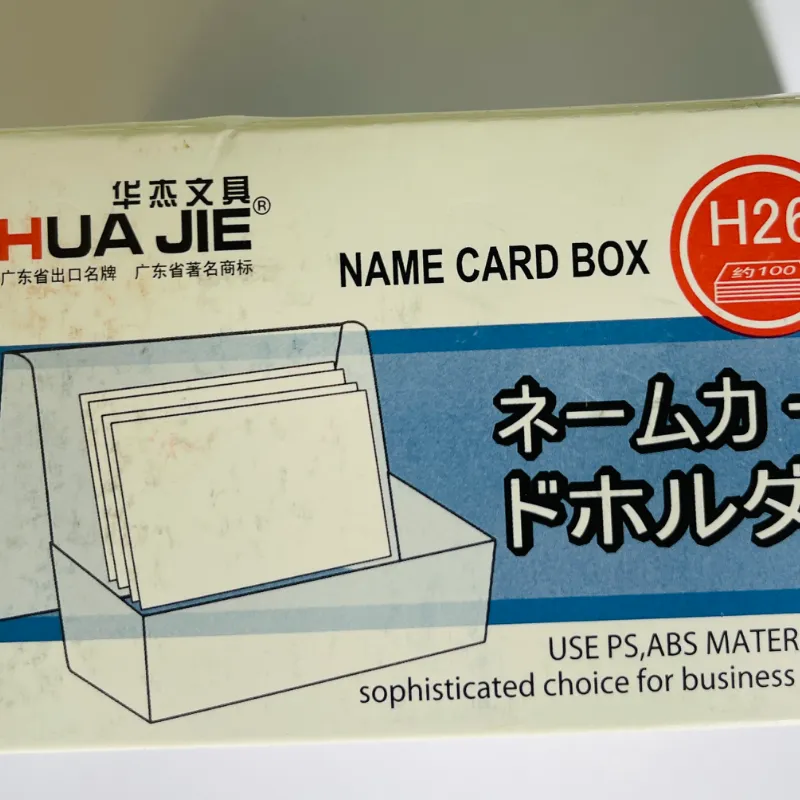 华杰文具®
HUA JIE
广东省出口名牌 广东省著名商标
NAME CARD BOX
H26
约100
ネームカー
ドホルダ
USE PS,ABS MATER
sophisticated choice for business